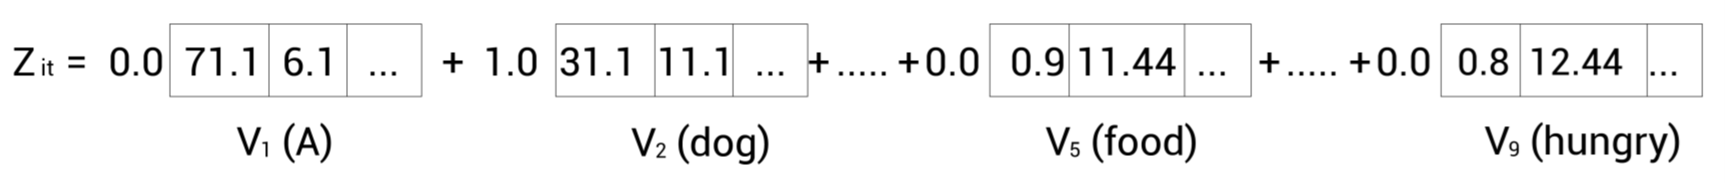 Z it = 0.0 71.1 6.1 ... + 1.0 31.1 11.1 ... +..... +0.0 0.9 11.44 ... +..... +0.0 0.8 12.44 ...
V₁ (A) V₂ (dog) V₅ (food) V₉ (hungry)